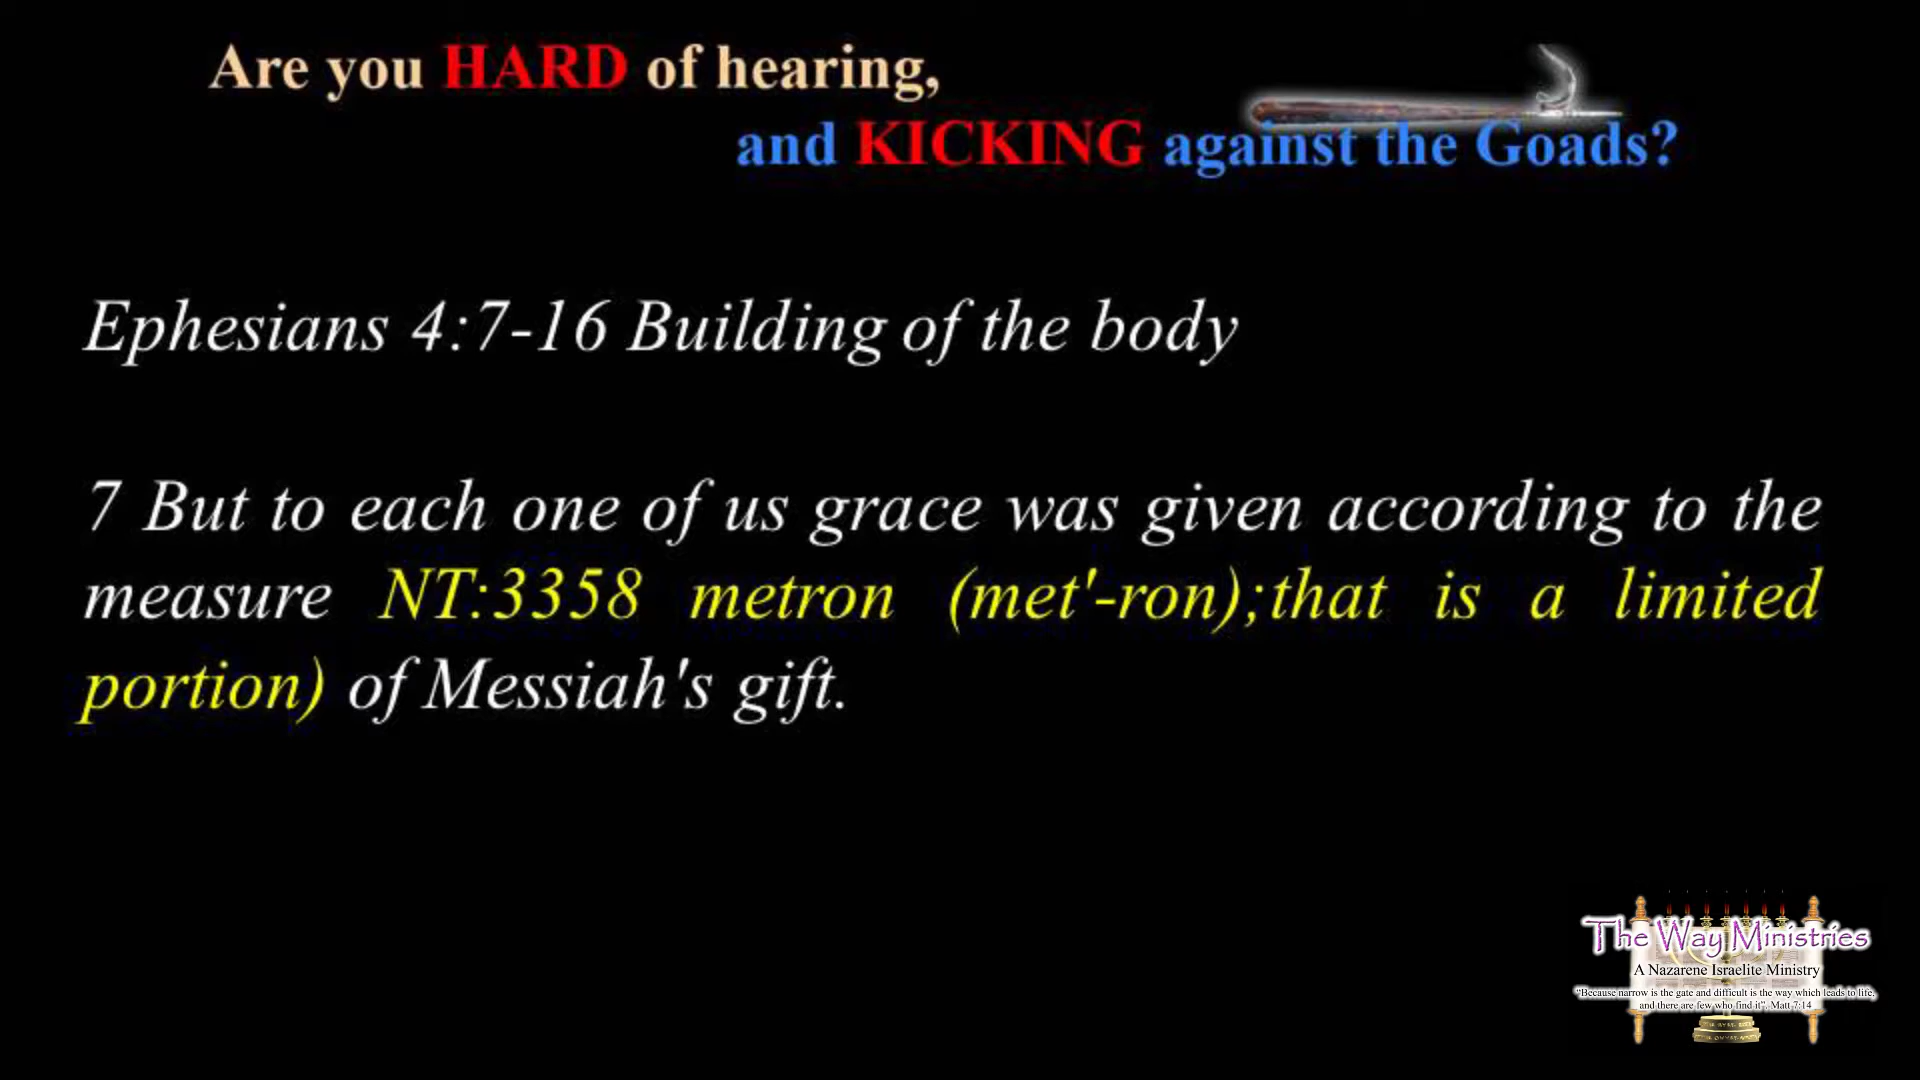 Are you HARD of hearing,
and KICKING against the Goads?
Ephesians 4:7-16 Building of the body
7 But to each one of us grace was given according to the
measure NT:3358 metron (met'-ron);that is a limited
portion) of Messiah's gift.
The Way Ministries
A Nazarene Israelite Ministry
"Because narrow is the gate and difficult is the way which leads to life,
and there are few who find it". Matt 7:14